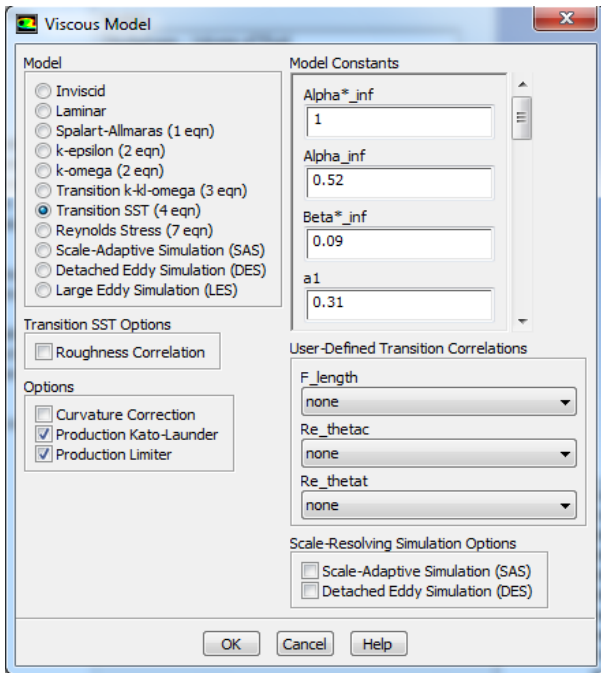 Viscous Model
Model
Inviscid
Laminar
Spalart-Allmaras (1 eqn)
k-epsilon (2 eqn)
k-omega (2 eqn)
Transition k-kl-omega (3 eqn)
Transition SST (4 eqn)
Reynolds Stress (7 eqn)
Scale-Adaptive Simulation (SAS)
Detached Eddy Simulation (DES)
Large Eddy Simulation (LES)
Transition SST Options
Roughness Correlation
Options
Curvature Correction
Production Kato-Launder
Production Limiter
Model Constants
Alpha*_inf
1
Alpha_inf
0.52
Beta*_inf
0.09
a1
0.31
User-Defined Transition Correlations
F_length
none
Re_thetac
none
Re_thetat
none
Scale-Resolving Simulation Options
Scale-Adaptive Simulation (SAS)
Detached Eddy Simulation (DES)
OK Cancel Help